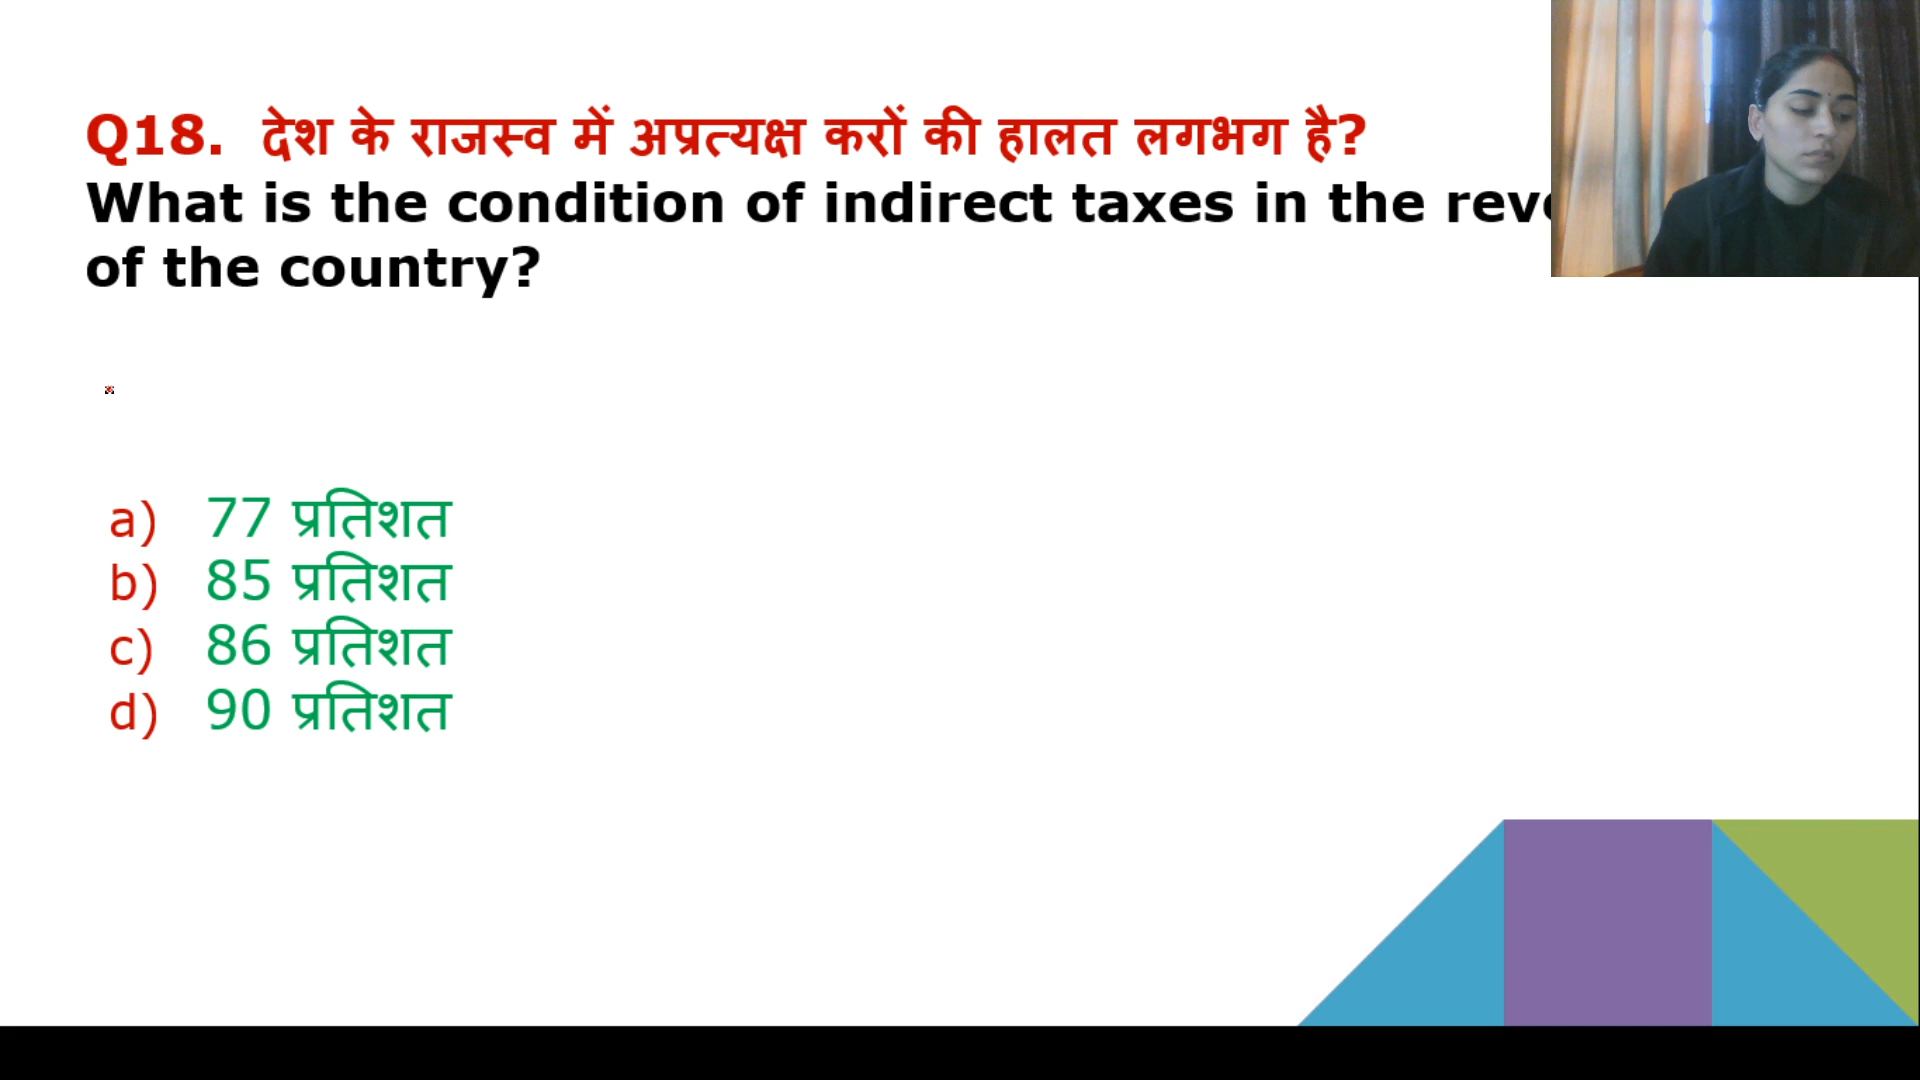 Q18. देश के राजस्व में अप्रत्यक्ष करों की हालत लगभग है?
What is the condition of indirect taxes in the
of the country?
a) 77 प्रतिशत
b) 85 प्रतिशत
c) 86 प्रतिशत
d) 90 प्रतिशत